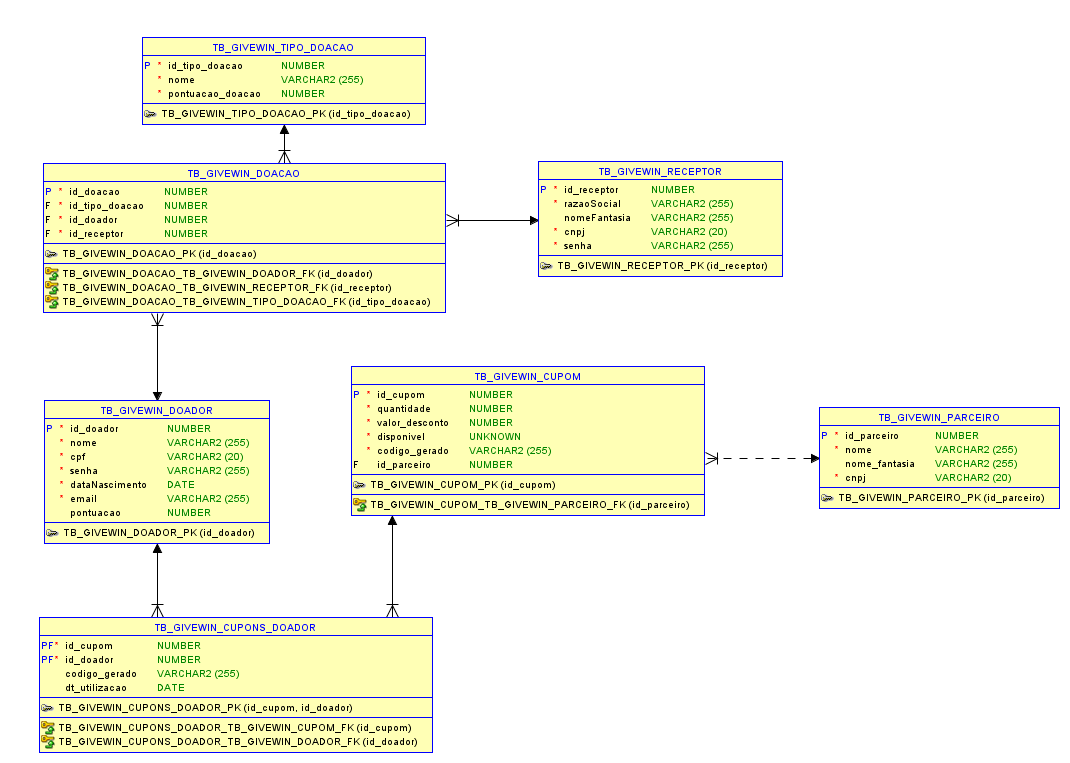 TB_GIVEWIN_TIPO_DOACAO
P * id_tipo_doacao NUMBER
* nome VARCHAR2 (255)
* pontuacao_doacao NUMBER
TB_GIVEWIN_TIPO_DOACAO_PK (id_tipo_doacao)
TB_GIVEWIN_DOACAO
P * id_doacao NUMBER
F * id_tipo_doacao NUMBER
F * id_doador NUMBER
F * id_receptor NUMBER
TB_GIVEWIN_DOACAO_PK (id_doacao)
TB_GIVEWIN_DOACAO_TB_GIVEWIN_DOADOR_FK (id_doador)
TB_GIVEWIN_DOACAO_TB_GIVEWIN_RECEPTOR_FK (id_receptor)
TB_GIVEWIN_DOACAO_TB_GIVEWIN_TIPO_DOACAO_FK (id_tipo_doacao)
TB_GIVEWIN_RECEPTOR
P * id_receptor NUMBER
* razaoSocial VARCHAR2 (255)
nomeFantasia VARCHAR2 (255)
* cnpj VARCHAR2 (20)
* senha VARCHAR2 (255)
TB_GIVEWIN_RECEPTOR_PK (id_receptor)
TB_GIVEWIN_DOADOR
P * id_doador NUMBER
* nome VARCHAR2 (255)
* cpf VARCHAR2 (20)
* senha VARCHAR2 (255)
* dataNascimento DATE
* email VARCHAR2 (255)
pontuacao NUMBER
TB_GIVEWIN_DOADOR_PK (id_doador)
TB_GIVEWIN_CUPOM
P * id_cupom NUMBER
* quantidade NUMBER
* valor_desconto NUMBER
* disponivel UNKNOWN
* codigo_gerado VARCHAR2 (255)
F id_parceiro NUMBER
TB_GIVEWIN_CUPOM_PK (id_cupom)
TB_GIVEWIN_CUPOM_TB_GIVEWIN_PARCEIRO_FK (id_parceiro)
TB_GIVEWIN_PARCEIRO
P * id_parceiro NUMBER
* nome VARCHAR2 (255)
nome_fantasia VARCHAR2 (255)
* cnpj VARCHAR2 (20)
TB_GIVEWIN_PARCEIRO_PK (id_parceiro)
TB_GIVEWIN_CUPONS_DOADOR
PF* id_cupom NUMBER
PF* id_doador NUMBER
codigo_gerado VARCHAR2 (255)
dt_utilizacao DATE
TB_GIVEWIN_CUPONS_DOADOR_PK (id_cupom, id_doador)
TB_GIVEWIN_CUPONS_DOADOR_TB_GIVEWIN_CUPOM_FK (id_cupom)
TB_GIVEWIN_CUPONS_DOADOR_TB_GIVEWIN_DOADOR_FK (id_doador)